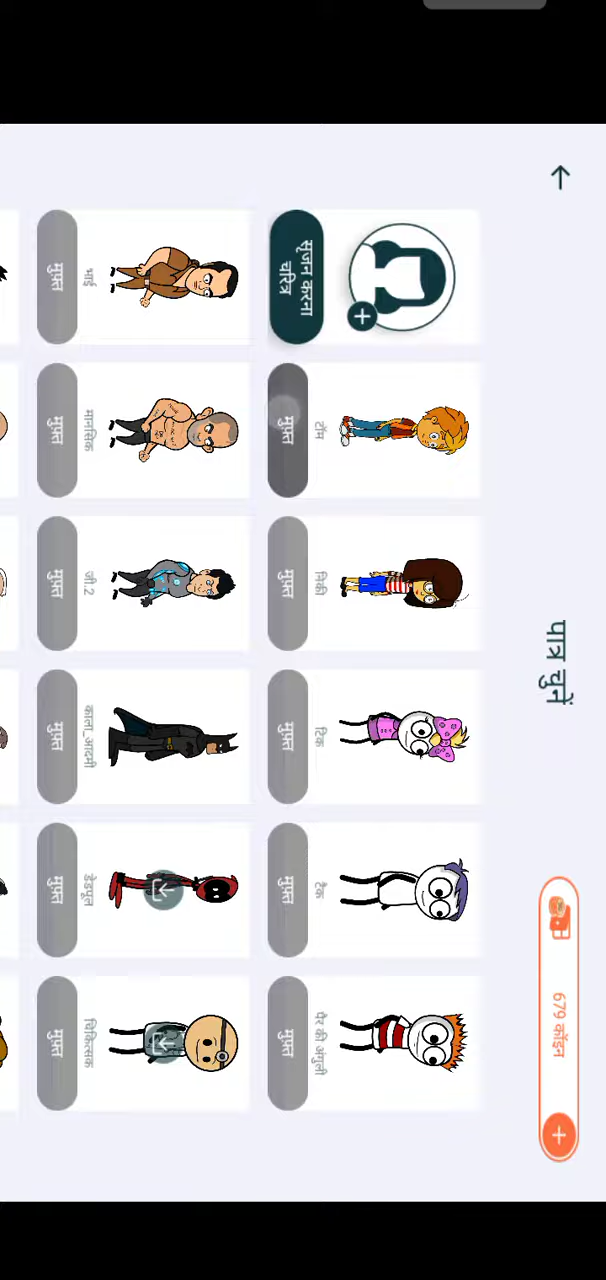 पात्र चुनें
679 कॉइन
सृजन करना
चरित्र
टॉम
मुफ़्त
निकी
मुफ़्त
टिक
मुफ़्त
टैक
मुफ़्त
पैर की अंगुली
मुफ़्त
भाई
मुफ़्त
मानसिक
मुफ़्त
जी.2
मुफ़्त
काला_आदमी
मुफ़्त
डेडपूल
मुफ़्त
चिकित्सक
मुफ़्त